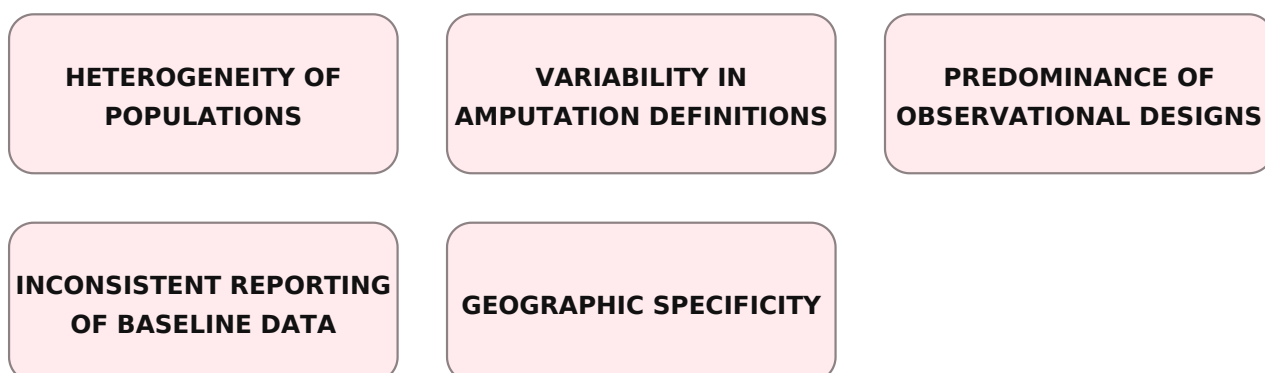 HETEROGENEITY OF
POPULATIONS
VARIABILITY IN
AMPUTATION DEFINITIONS
PREDOMINANCE OF
OBSERVATIONAL DESIGNS
INCONSISTENT REPORTING
OF BASELINE DATA
GEOGRAPHIC SPECIFICITY